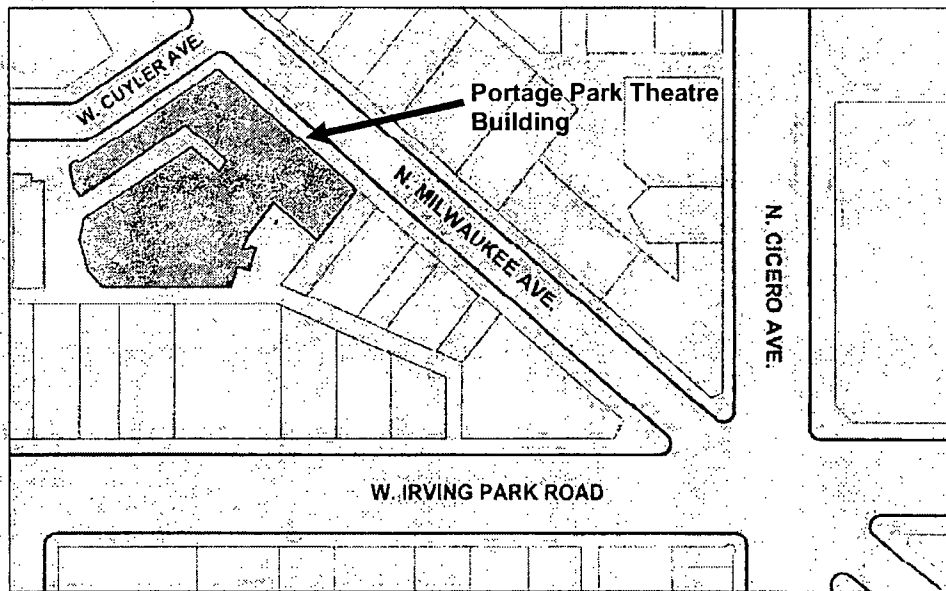 W. CUYLER AVE.
Portage Park Theatre
Building
N. MILWAUKEE AVE.
N. CICERO AVE.
W. IRVING PARK ROAD